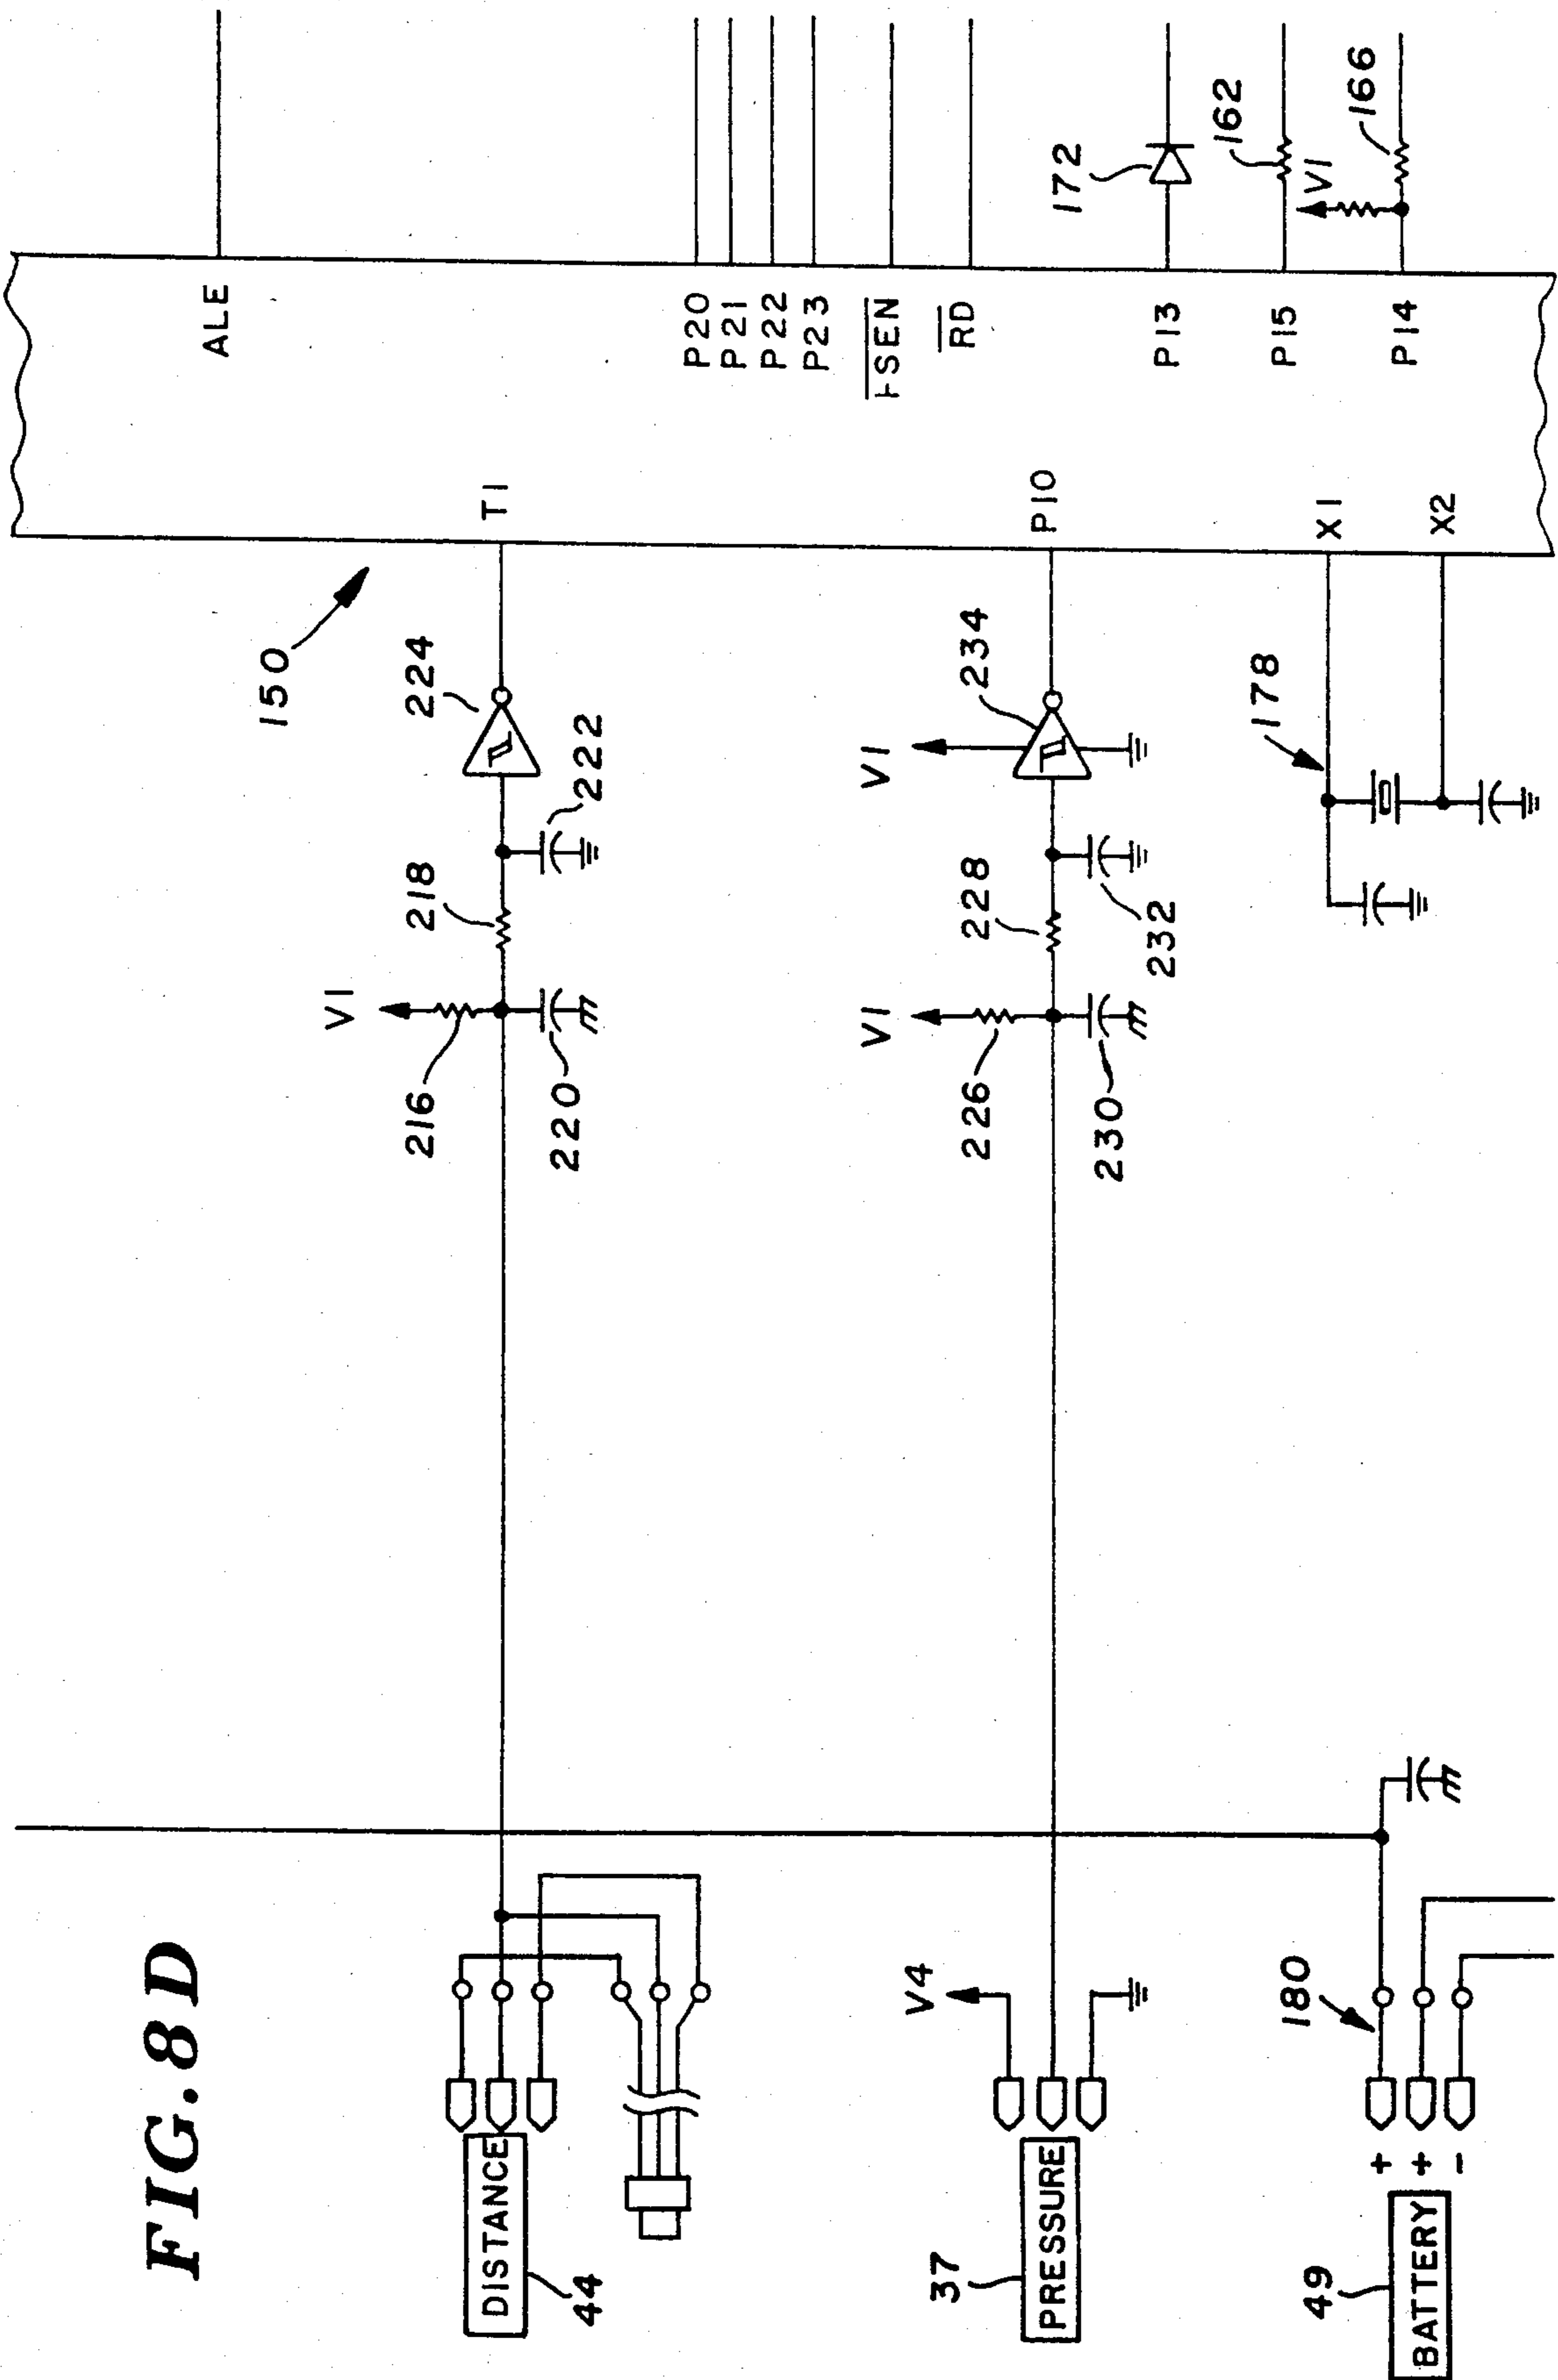 FIG. 8D
ALE
150
T1
224
222
218
V1
216
220
DISTANCE
44
P20
P21
P22
P23
RD
P10
234
V1
228
232
V1
226
230
V4
PRESSURE
37
172
P13
162
P15
V1
166
P14
X1
X2
178
180
+
+
-
BATTERY
49